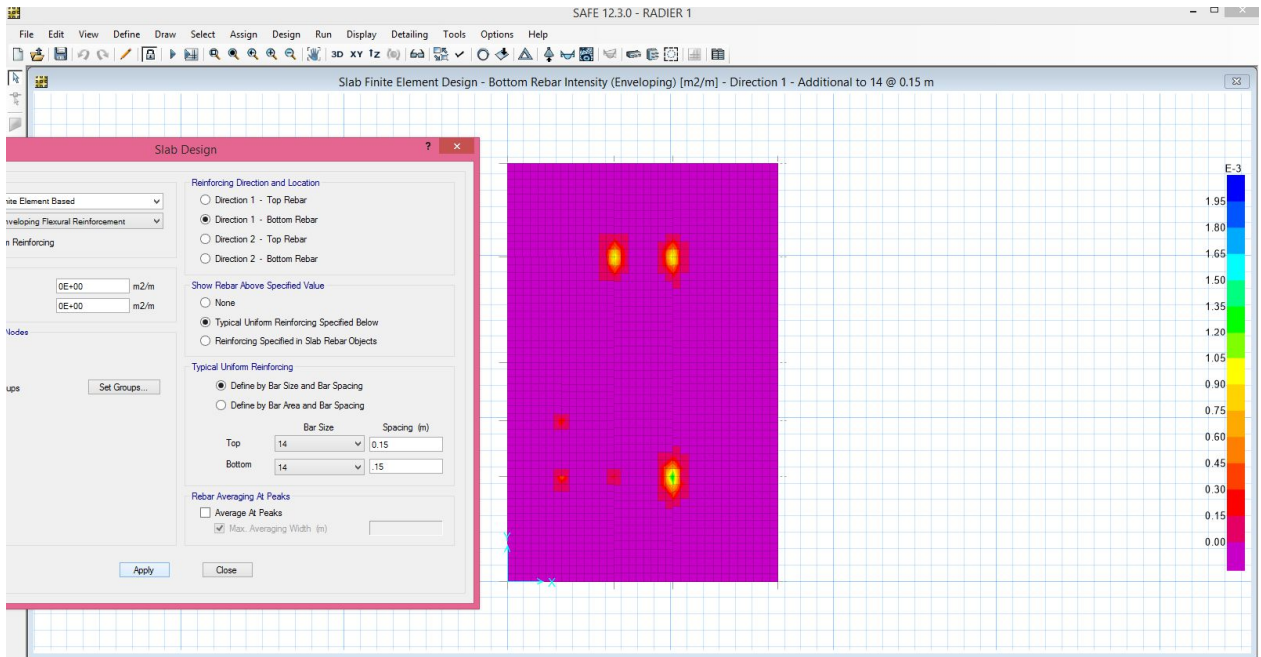 SAFE 12.3.0 - RADIER 1
File Edit View Define Draw Select Assign Design Run Display Detailing Tools Options Help
3D XY
Slab Finite Element Design - Bottom Rebar Intensity (Enveloping) [m2/m] - Direction 1 - Additional to 14 @ 0.15 m
Slab Design
? ×
nite Element Based
nveloping Flexural Reinforcement
n Reinforcing
0E+00 m2/m
0E+00 m2/m
Nodes
ups Set Groups...
Reinforcing Direction and Location
Direction 1 - Top Rebar
Direction 1 - Bottom Rebar
Direction 2 - Top Rebar
Direction 2 - Bottom Rebar
Show Rebar Above Specified Value
None
Typical Uniform Reinforcing Specified Below
Reinforcing Specified in Slab Rebar Objects
Typical Uniform Reinforcing
Define by Bar Size and Bar Spacing
Define by Bar Area and Bar Spacing
Bar Size Spacing (m)
Top 14 0.15
Bottom 14 .15
Rebar Averaging At Peaks
Average At Peaks
Max. Averaging Width (m)
Apply Close
Y
X
E-3
1.95
1.80
1.65
1.50
1.35
1.20
1.05
0.90
0.75
0.60
0.45
0.30
0.15
0.00